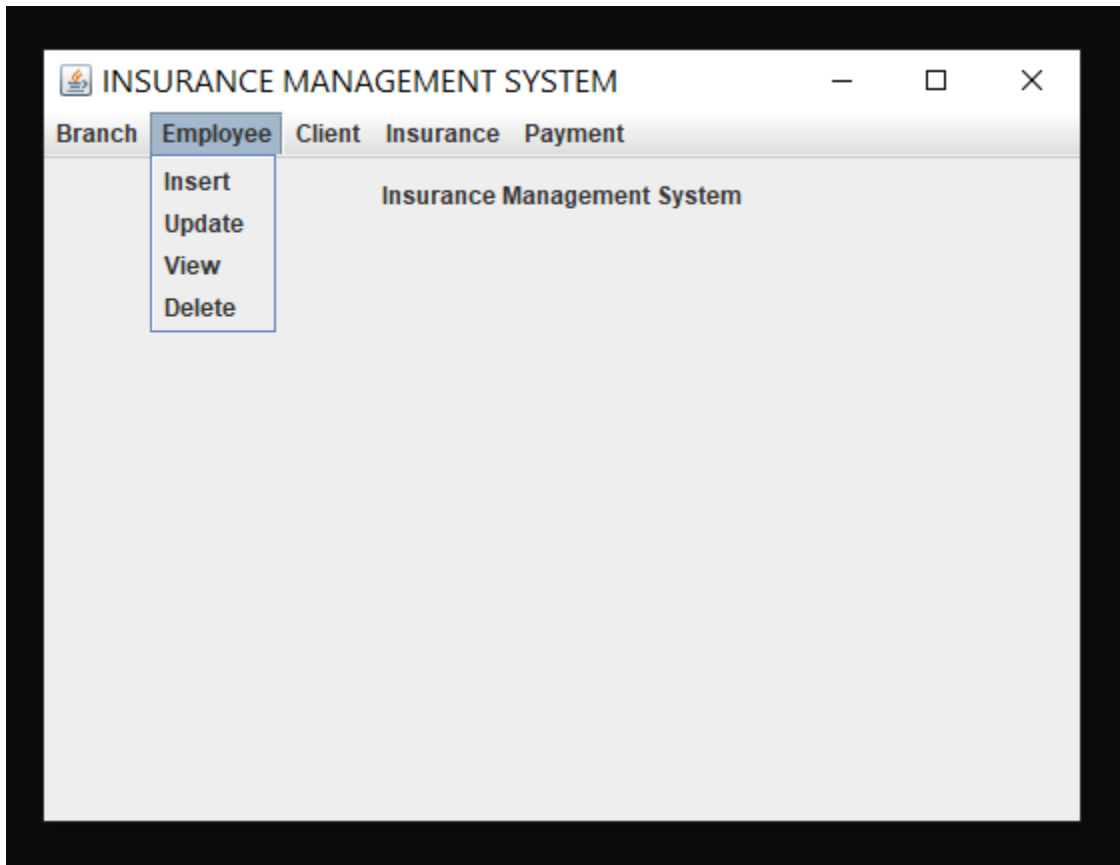 INSURANCE MANAGEMENT SYSTEM
Branch Employee Client Insurance Payment
Insert
Update
View
Delete
Insurance Management System